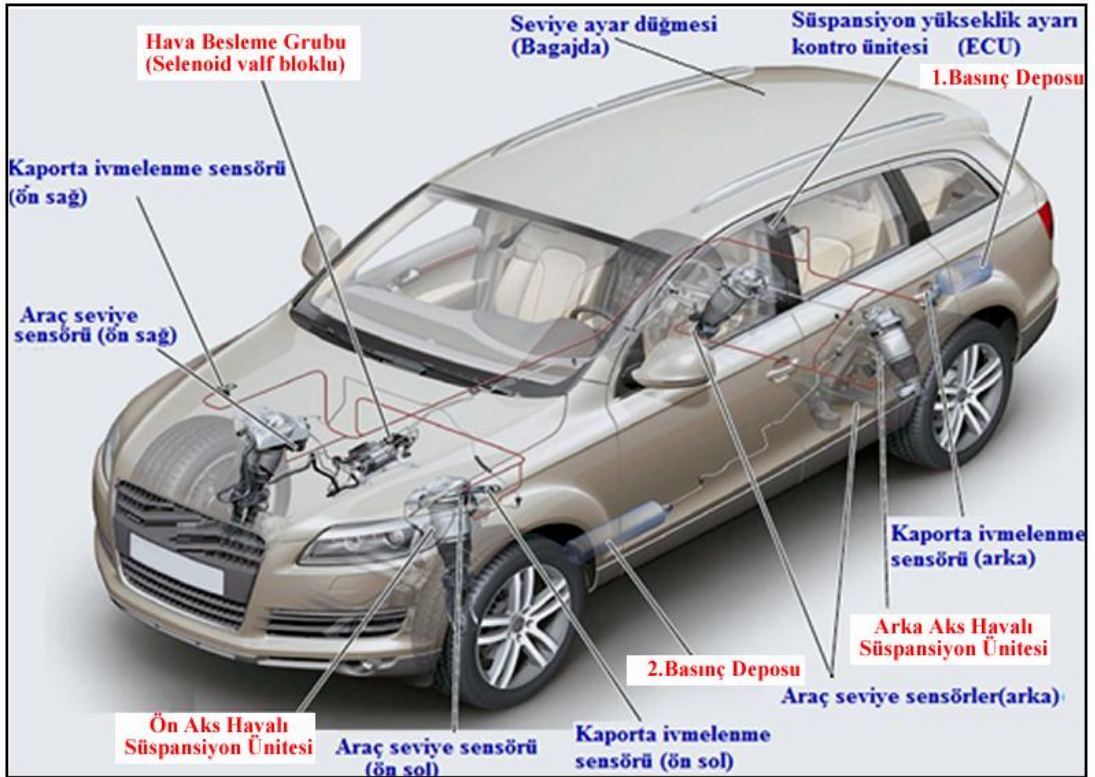 Hava Besleme Grubu
(Selenoid valf bloklu)
Seviye ayar düğmesi
(Bagajda)
Süspansiyon yükseklik ayarı
kontro ünitesi (ECU)
1.Basınç Deposu
Kaporta ivmelenme sensörü
(ön sağ)
Araç seviye
sensörü (ön sağ)
Kaporta ivmelenme
sensörü (arka)
Arka Aks Havalı
Süspansiyon Ünitesi
2.Basınç Deposu
Araç seviye sensörler(arka)
Ön Aks Havalı
Süspansiyon Ünitesi
Araç seviye sensörü
(ön sol)
Kaporta ivmelenme
sensörü (ön sol)